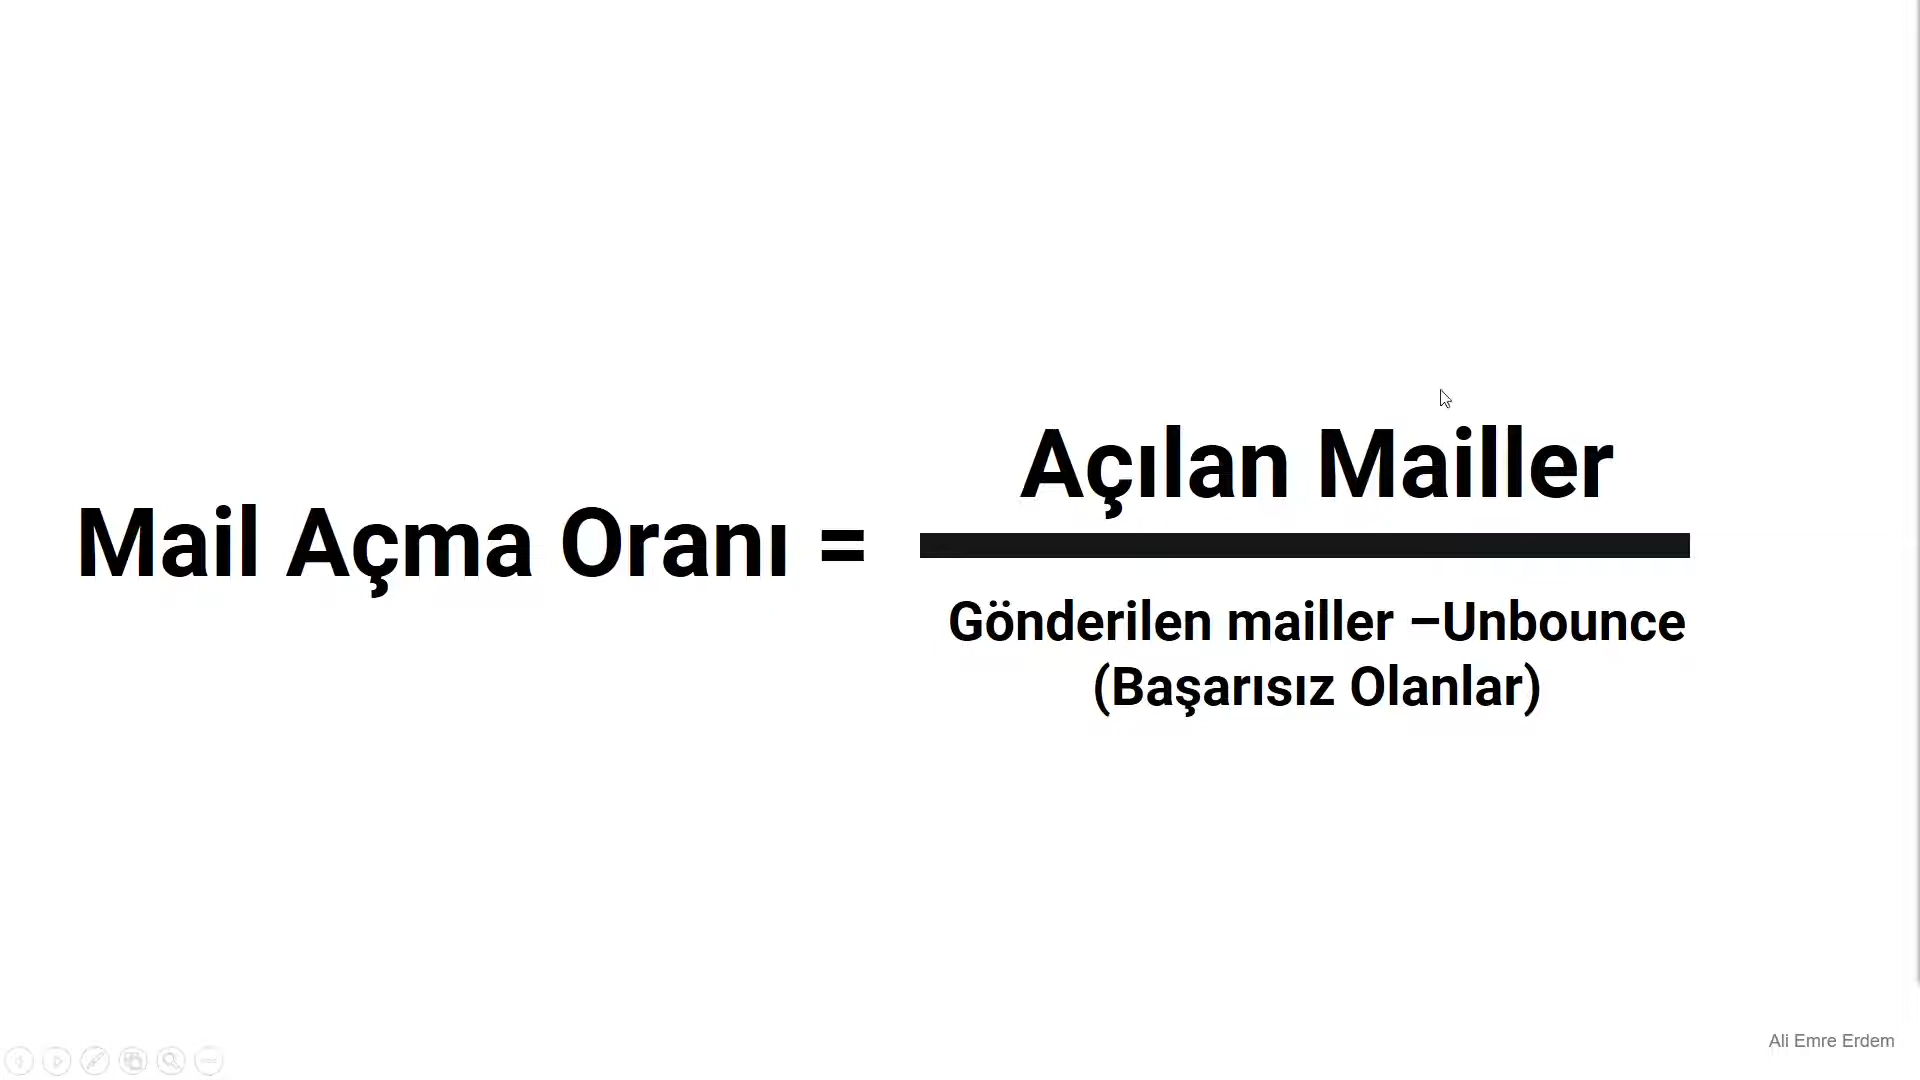 Mail Açma Oranı =
Açılan Mailler
Gönderilen mailler –Unbounce
(Başarısız Olanlar)
Ali Emre Erdem